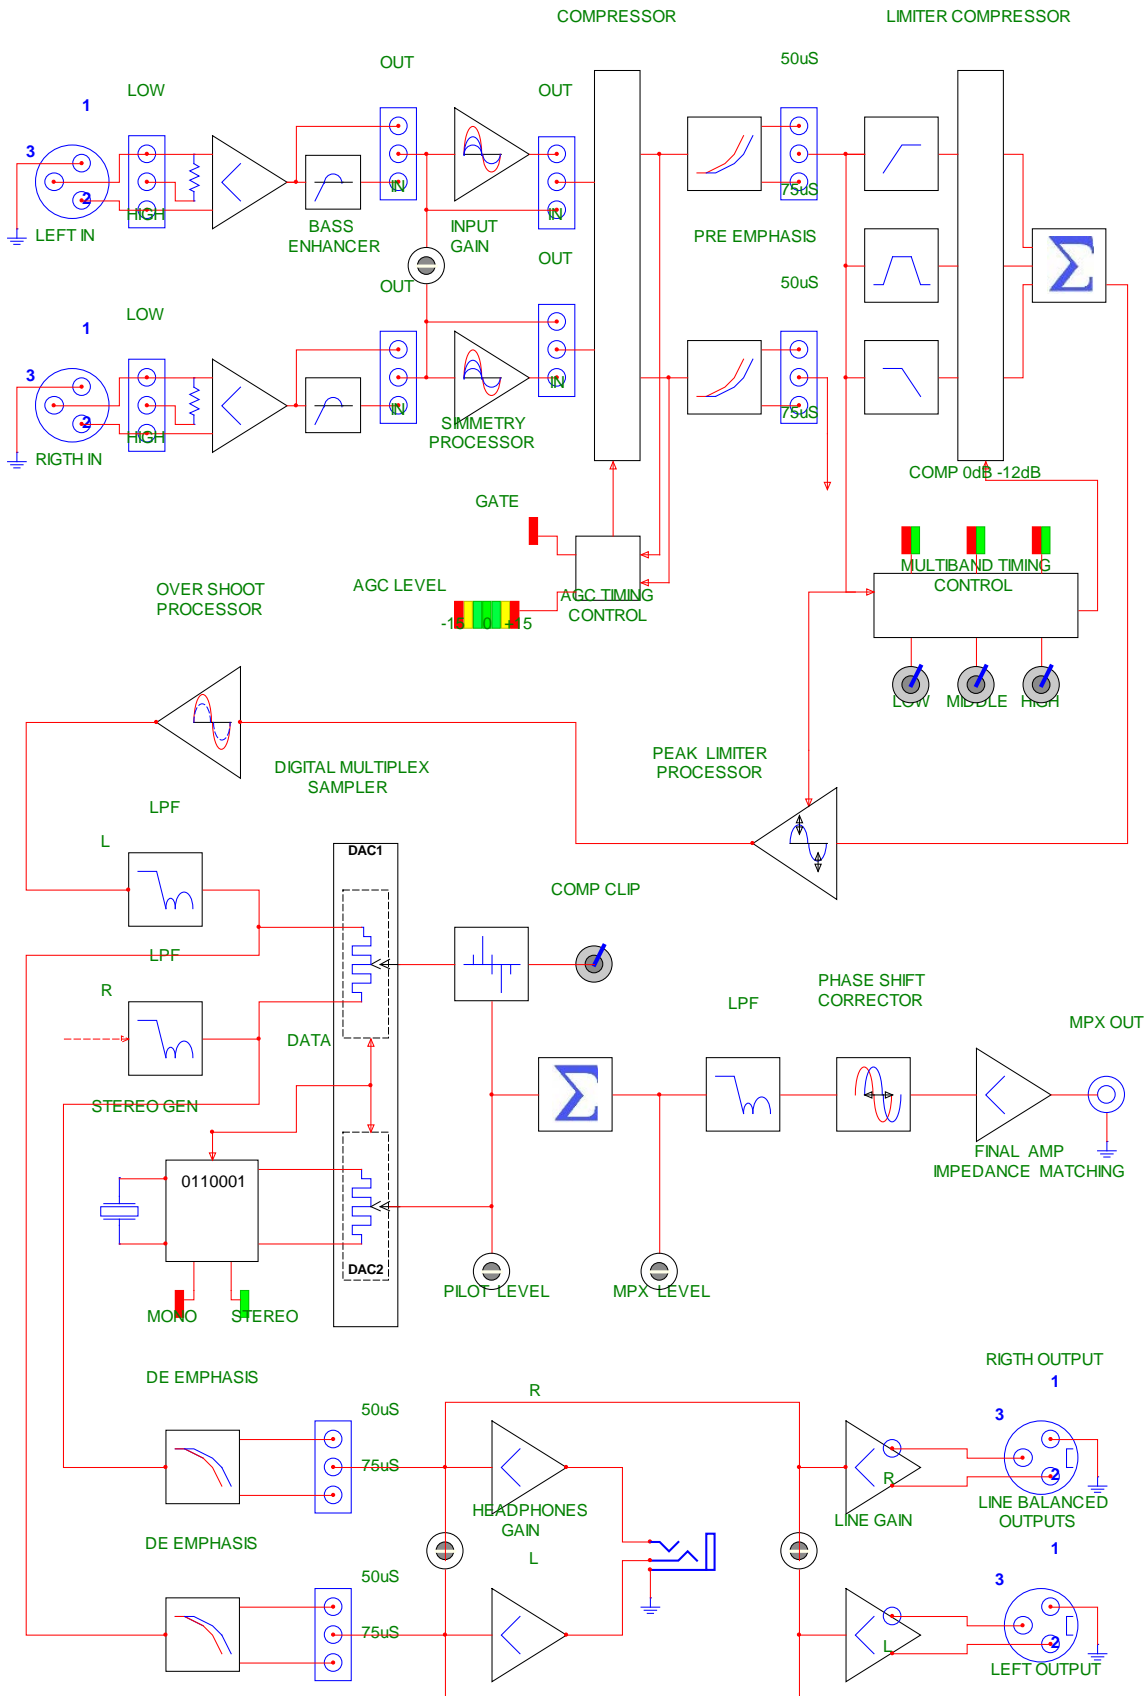 COMPRESSOR
LIMITER COMPRESSOR
OUT
50uS
LOW
OUT
1
3
2
HIGH
IN
IN
75uS
LEFT IN
BASS
ENHANCER
INPUT
GAIN
PRE EMPHASIS
OUT
OUT
50uS
LOW
1
3
2
HIGH
IN
IN
75uS
RIGTH IN
SIMMETRY
PROCESSOR
COMP 0dB -12dB
GATE
OVER SHOOT
PROCESSOR
AGC LEVEL
-15 0 +15
AGC TIMING
CONTROL
MULTIBAND TIMING
CONTROL
LOW MIDDLE HIGH
PEAK LIMITER
PROCESSOR
DIGITAL MULTIPLEX
SAMPLER
LPF
L
DAC1
COMP CLIP
LPF
R
PHASE SHIFT
CORRECTOR
LPF
MPX OUT
DATA
Σ
Σ
STEREO GEN
0110001
FINAL AMP
IMPEDANCE MATCHING
DAC2
PILOT LEVEL
MPX LEVEL
MONO
STEREO
DE EMPHASIS
R
RIGTH OUTPUT
1
50uS
3
75uS
R
2
HEADPHONES
GAIN
LINE GAIN
LINE BALANCED
OUTPUTS
DE EMPHASIS
L
1
50uS
3
75uS
L
2
LEFT OUTPUT